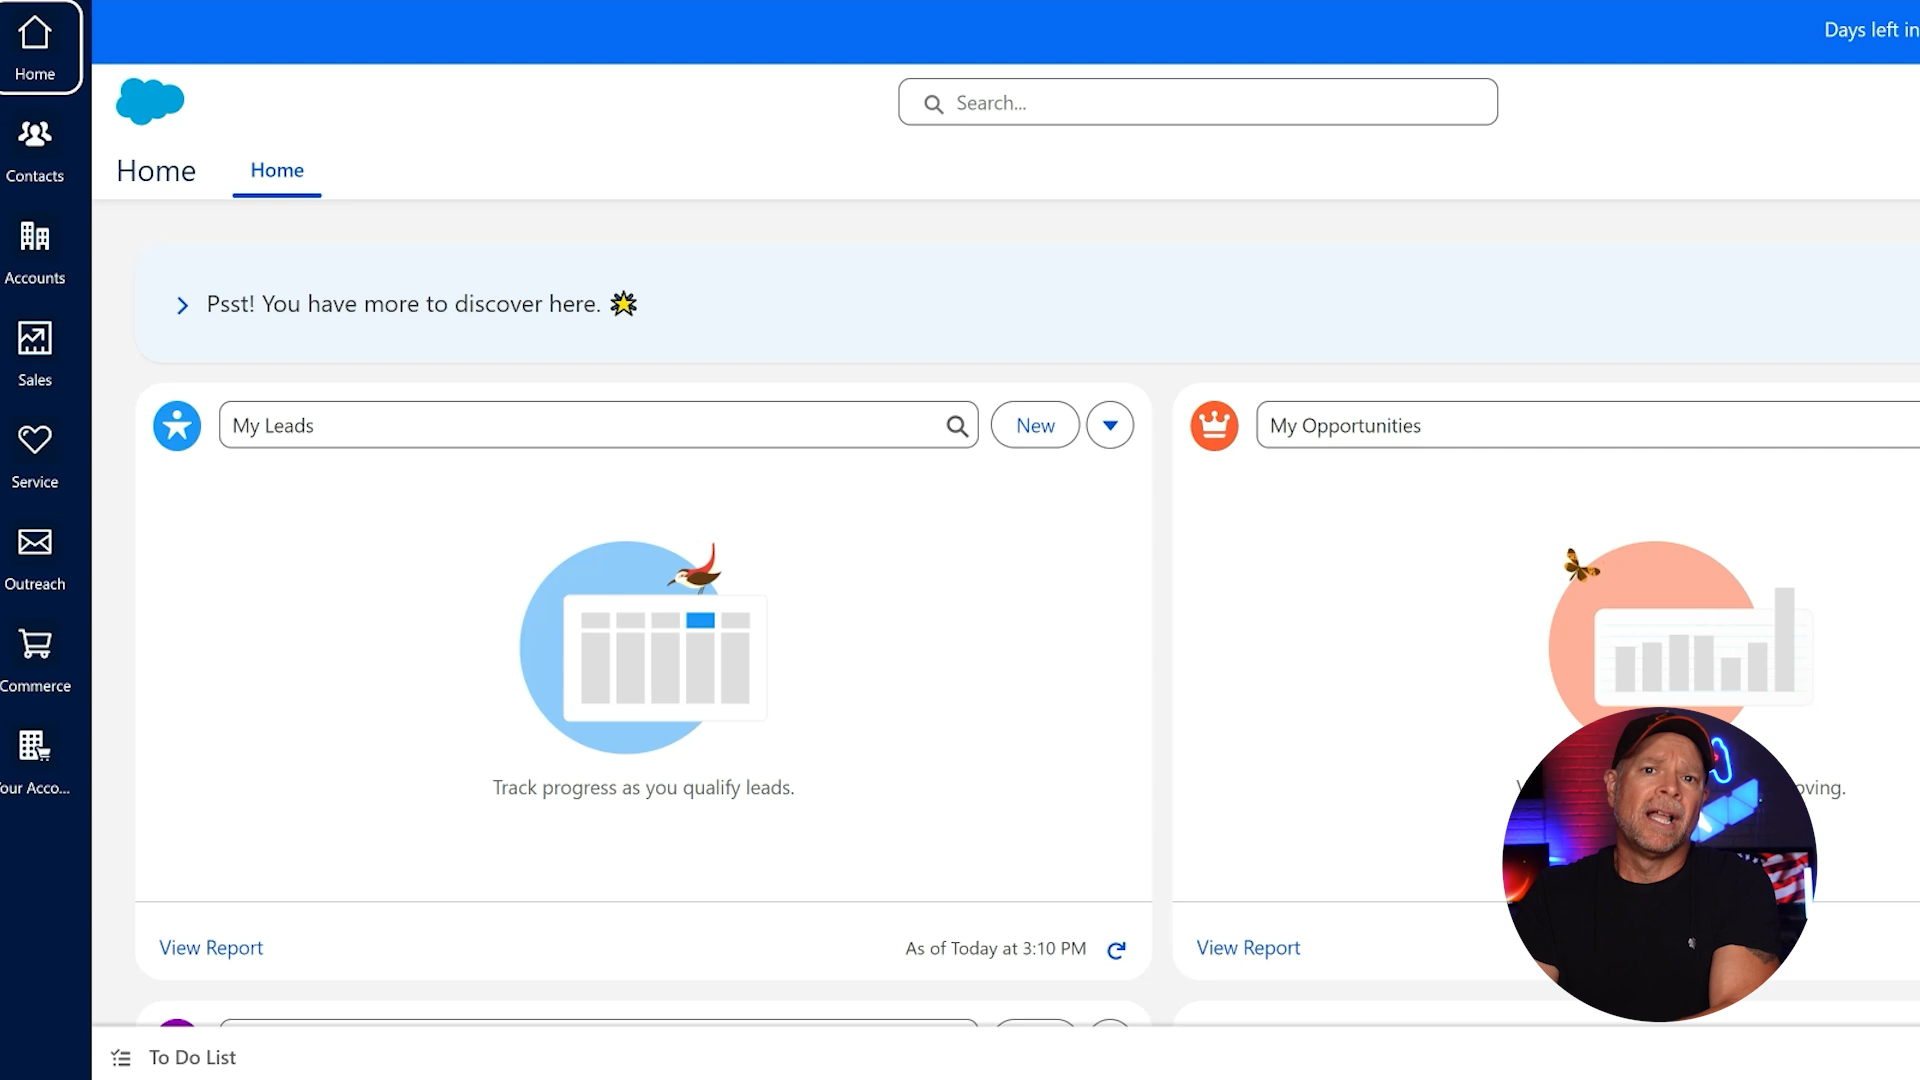 Days left in
Home
Search...
Contacts
Home
Home
Accounts
Psst! You have more to discover here.
Sales
My Leads
New
My Opportunities
Service
Outreach
Commerce
Track progress as you qualify leads.
oving.
our Acco...
View Report
As of Today at 3:10 PM
View Report
To Do List